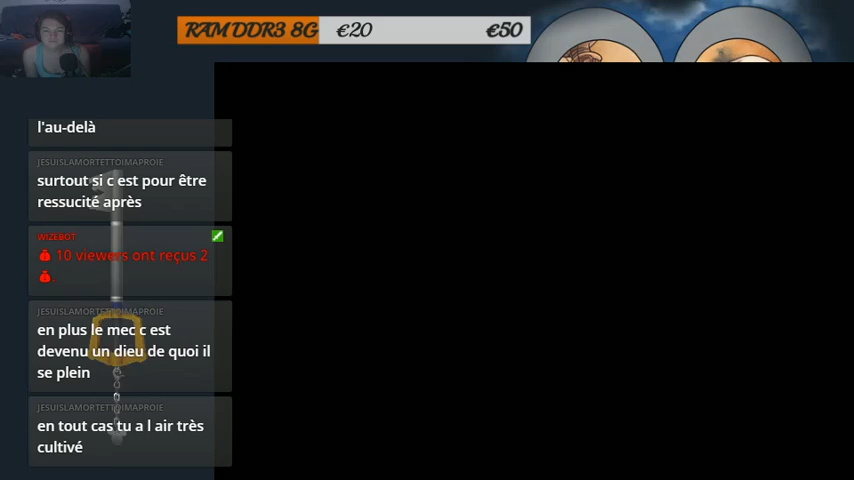 RAM DDR3 8G €20 €50
l'au-delà
JESUISLAMORTETTOIMAPROIE
surtout si c est pour être
ressucité après
WIZEBOT
10 viewers ont reçus 2
JESUISLAMORTETTOIMAPROIE
en plus le mec c est
devenu un dieu de quoi il
se plein
JESUISLAMORTETTOIMAPROIE
en tout cas tu a l air très
cultivé